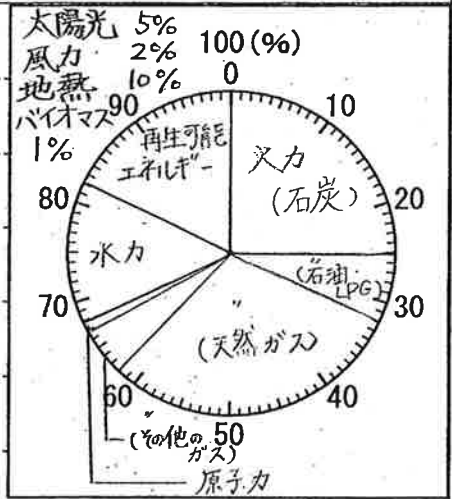 太陽光 5%
風力 2%
地熱 10%
バイオマス
1%
100(%)
0
10
20
30
40
50
60
70
80
90
再生可能
エネルギー
火力
(石炭)
〃
(石油
LPG)
〃
(天然ガス)
水力
〃
(その他の
ガス)
原子力